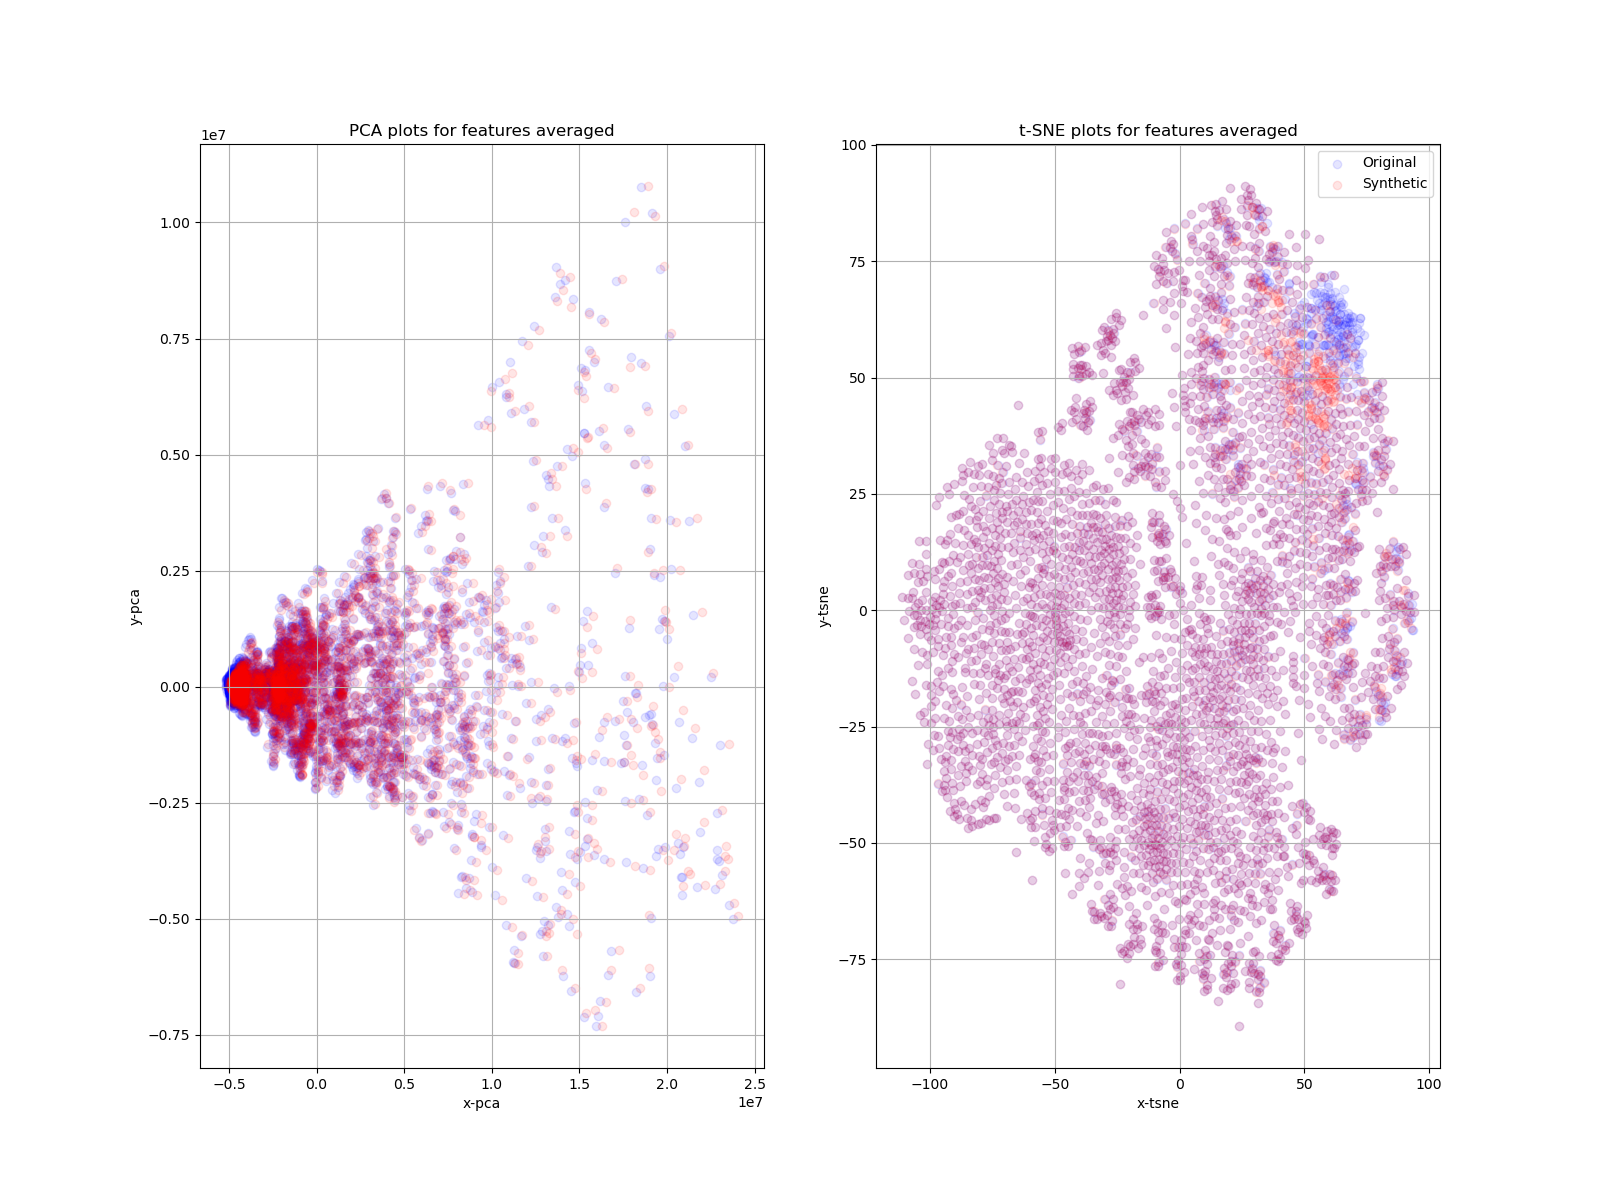 PCA plots for features averaged
1e7
1.00
0.75
0.50
0.25
0.00
−0.25
−0.50
−0.75
y-pca
−0.5 0.0 0.5 1.0 1.5 2.0 2.5
1e7
x-pca
t-SNE plots for features averaged
Original
Synthetic
100
75
50
25
0
−25
−50
−75
y-tsne
−100 −50 0 50 100
x-tsne